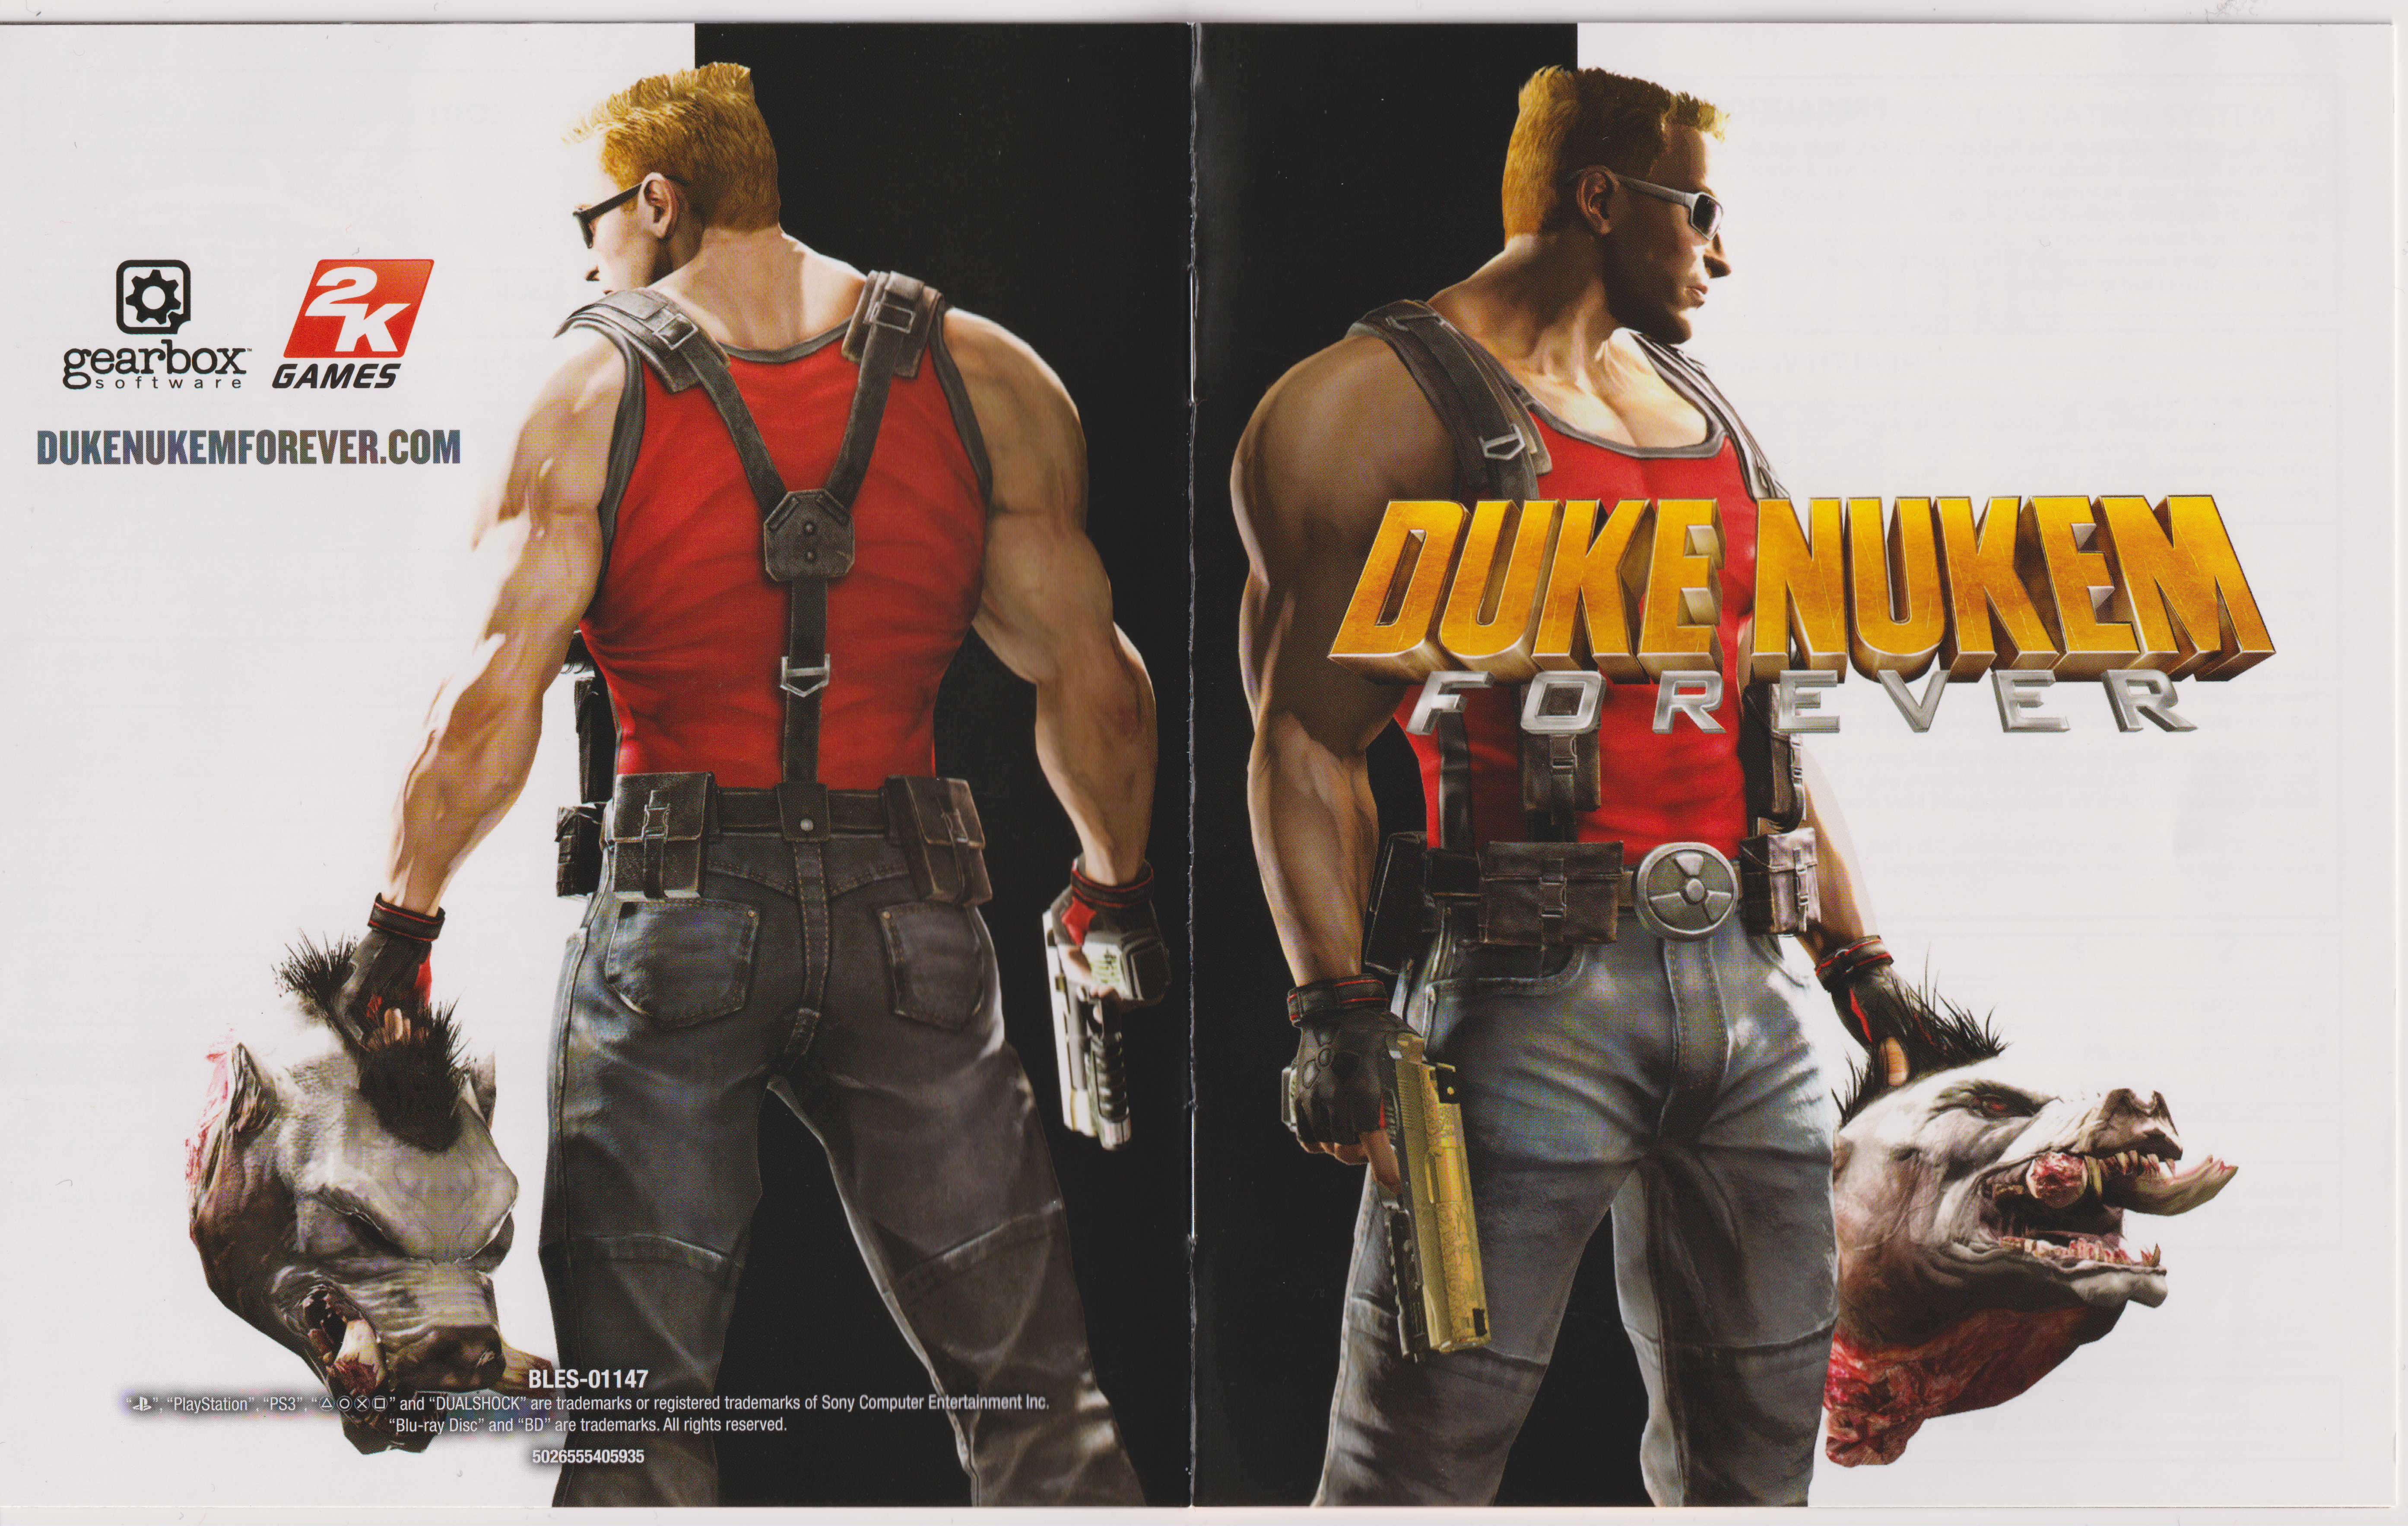 gearbox™
software
2K
GAMES
DUKENUKEMFOREVER.COM
DUKE NUKEM
FOREVER
BLES-01147
“”, “PlayStation”, “PS3”, “△○✕□” and “DUALSHOCK” are trademarks or registered trademarks of Sony Computer Entertainment Inc.
“Blu-ray Disc” and “BD” are trademarks. All rights reserved.
5026555405935